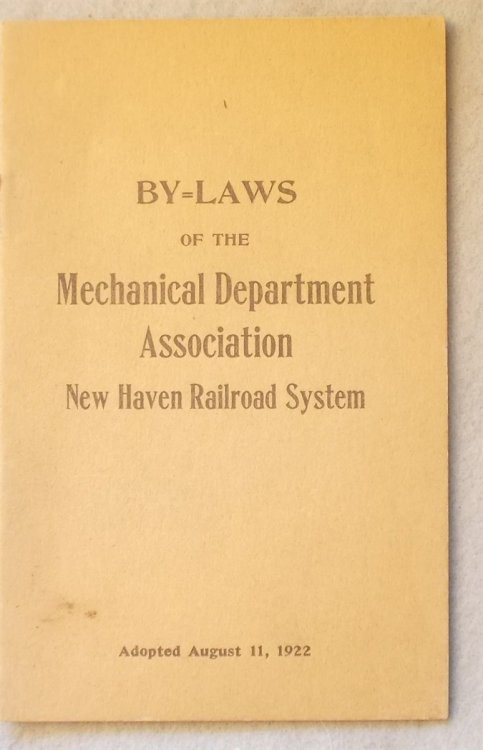 BY=LAWS
OF THE
Mechanical Department
Association
New Haven Railroad System
Adopted August 11, 1922